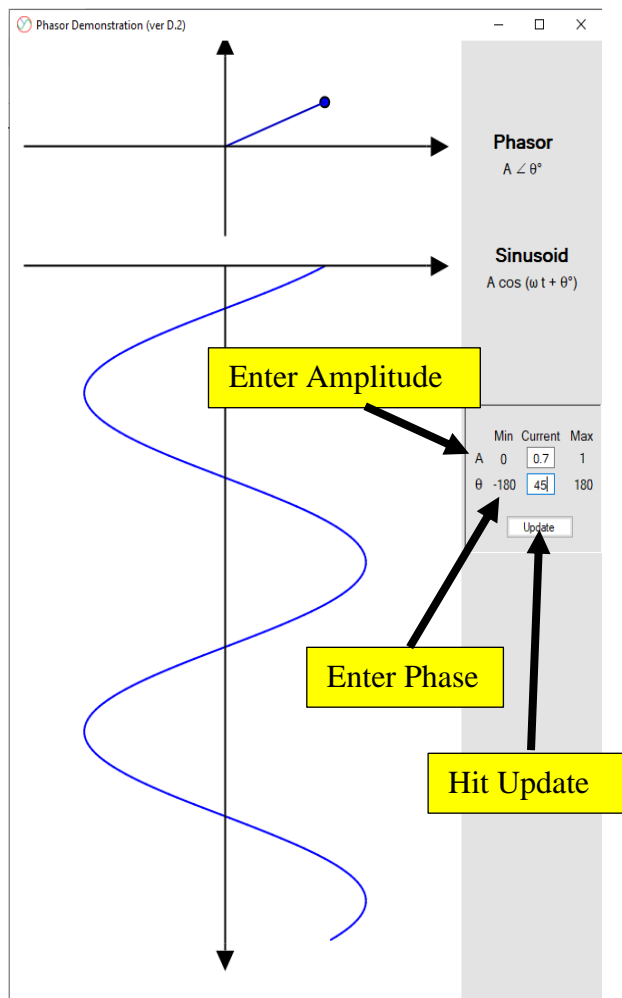 Phasor Demonstration (ver D.2)
Phasor
A ∠ θ°
Sinusoid
A cos (ω t + θ°)
Enter Amplitude
Min Current Max
A 0 0.7 1
θ -180 45 180
Update
Enter Phase
Hit Update